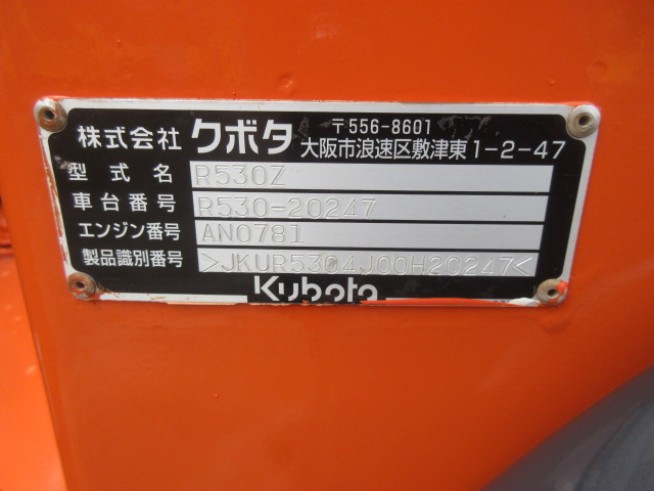 株式会社 クボタ 〒556-8601
大阪市浪速区敷津東1-2-47
型式名 R530Z
車台番号 R530-20247
エンジン番号 AN0781
製品識別番号 >JKUR5304J00H20247<
Kubota